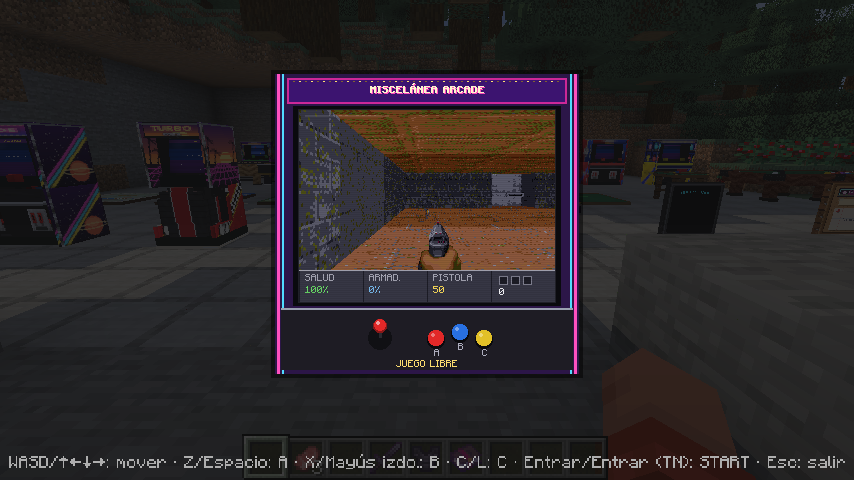 MISCELÁNEA ARCADE
TURBO
SALUD
100%
ARMAD.
0%
PISTOLA
50
0
A
B
C
JUEGO LIBRE
WASD/↑←↓→: mover · Z/Espacio: A · X/Mayús izdo.: B · C/L: C · Entrar/Entrar (TN): START · Esc: salir